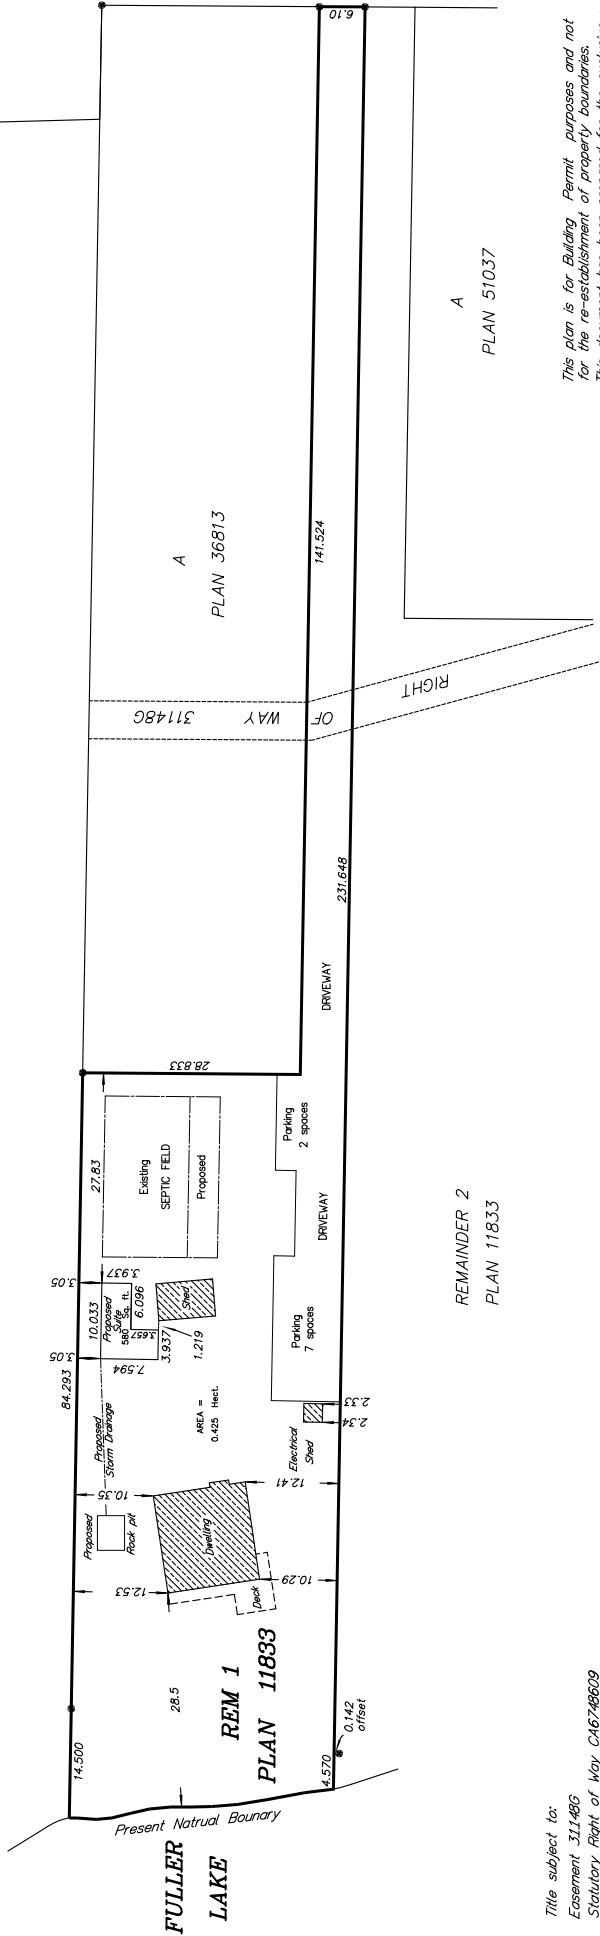 6.10
This plan is for Building Permit purposes and not
for the re-establishment of property boundaries.
A
PLAN 51037
A
PLAN 36813
141.524
RIGHT
OF
WAY
31148G
231.648
DRIVEWAY
28.833
27.83
Existing
SEPTIC FIELD
Proposed
Parking
2 spaces
DRIVEWAY
REMAINDER 2
PLAN 11833
3.05
3.937
10.033
Proposed
Suite
580 Sq. ft.
6.096
3.657
Shed
3.05
7.594
3.937
1.219
Parking
7 spaces
84.293
AREA =
0.425 Hect.
2.33
2.34
Electrical
Shed
Proposed
Storm Drainage
10.35
12.41
Proposed
Rock pit
Dwelling
12.53
10.29
Deck
REM 1
PLAN 11833
28.5
0.142
offset
14.500
4.570
Present Natrual Bounary
FULLER
LAKE
Title subject to:
Easement 31148G
Statutory Right of Way CA6748609